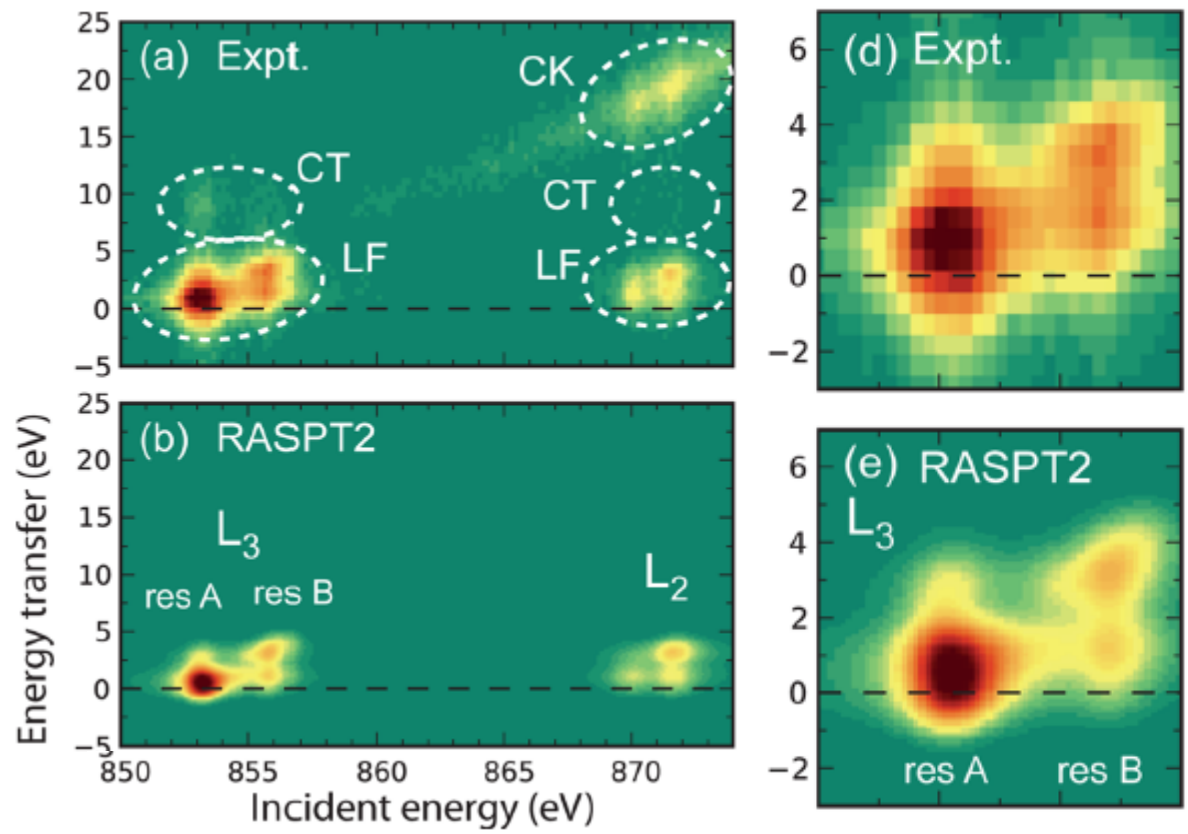 (a) Expt.
CK
CT
CT
LF
LF
25
20
15
10
5
0
−5
(b) RASPT2
L3
L2
res A
res B
25
20
15
10
5
0
−5
850
855
860
865
870
Energy transfer (eV)
Incident energy (eV)
(d) Expt.
6
4
2
0
−2
(e) RASPT2
L3
6
4
2
0
−2
res A
res B